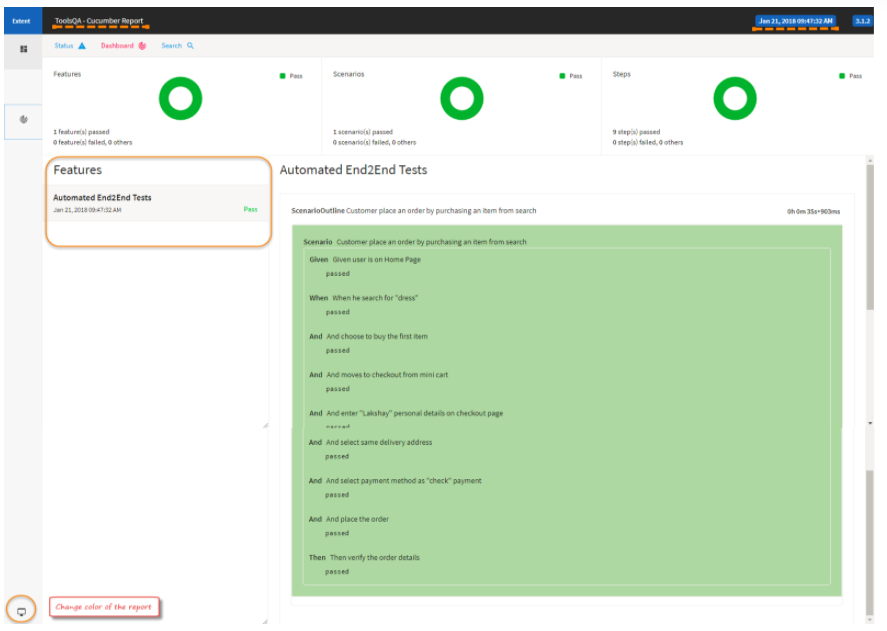 Extent
ToolsQA - Cucumber Report
Jan 21, 2018 09:47:32 AM
3.1.2
Status
Dashboard
Search
Features
Pass
1 feature(s) passed
0 feature(s) failed, 0 others
Scenarios
Pass
1 scenario(s) passed
0 scenario(s) failed, 0 others
Steps
Pass
9 step(s) passed
0 step(s) failed, 0 others
Features
Automated End2End Tests
Jan 21, 2018 09:47:32 AM
Pass
Automated End2End Tests
ScenarioOutline Customer place an order by purchasing an item from search
0h 0m 35s+903ms
Scenario Customer place an order by purchasing an item from search
Given Given user is on Home Page
passed
When When he search for "dress"
passed
And And choose to buy the first item
passed
And And moves to checkout from mini cart
passed
And And enter "Lakshay" personal details on checkout page
passed
And And select same delivery address
passed
And And select payment method as "check" payment
passed
And And place the order
passed
Then Then verify the order details
passed
Change color of the report